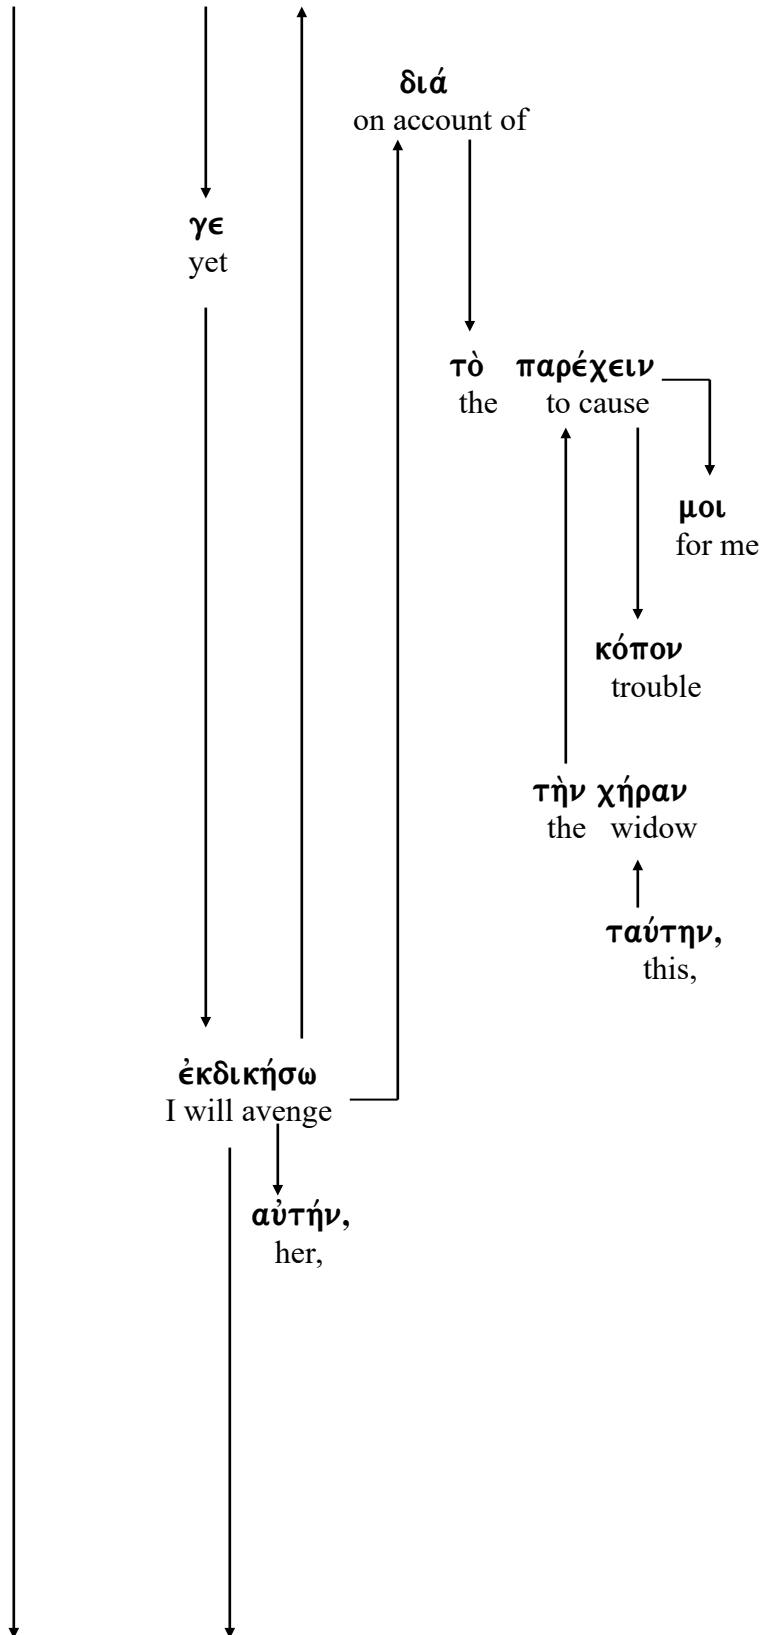 διά
on account of
γε
yet
τὸ παρέχειν
the to cause
μοι
for me
κόπον
trouble
τὴν χήραν
the widow
ταύτην,
this,
ἐκδικήσω
I will avenge
αὐτήν,
her,